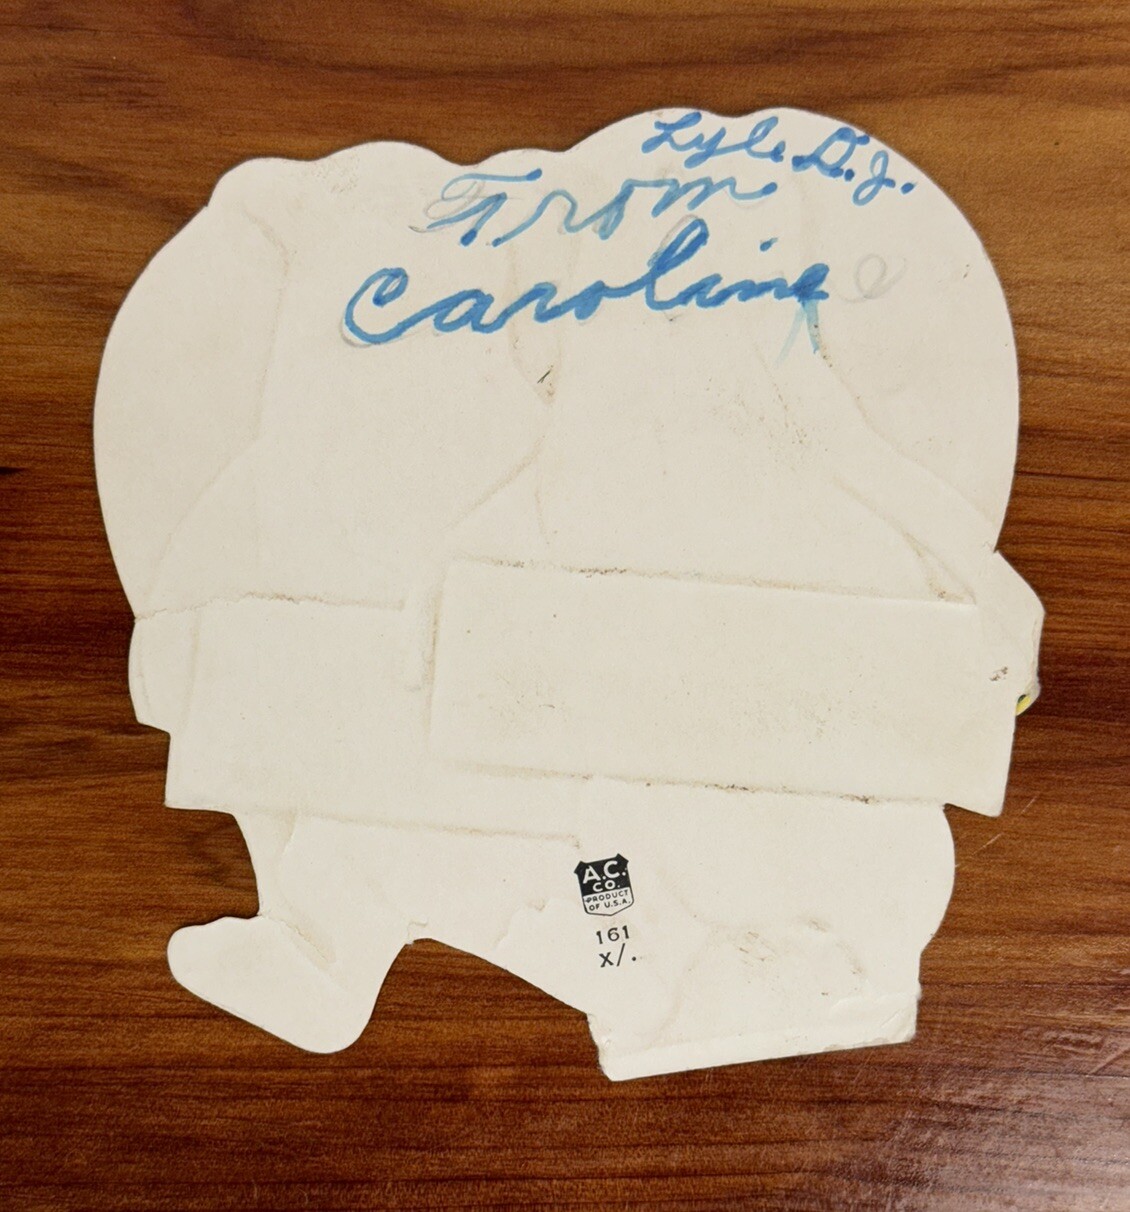 Lyle D.J.
From
Caroline
A.C.
CO.
PRODUCT
OF U.S.A.
161
X/.